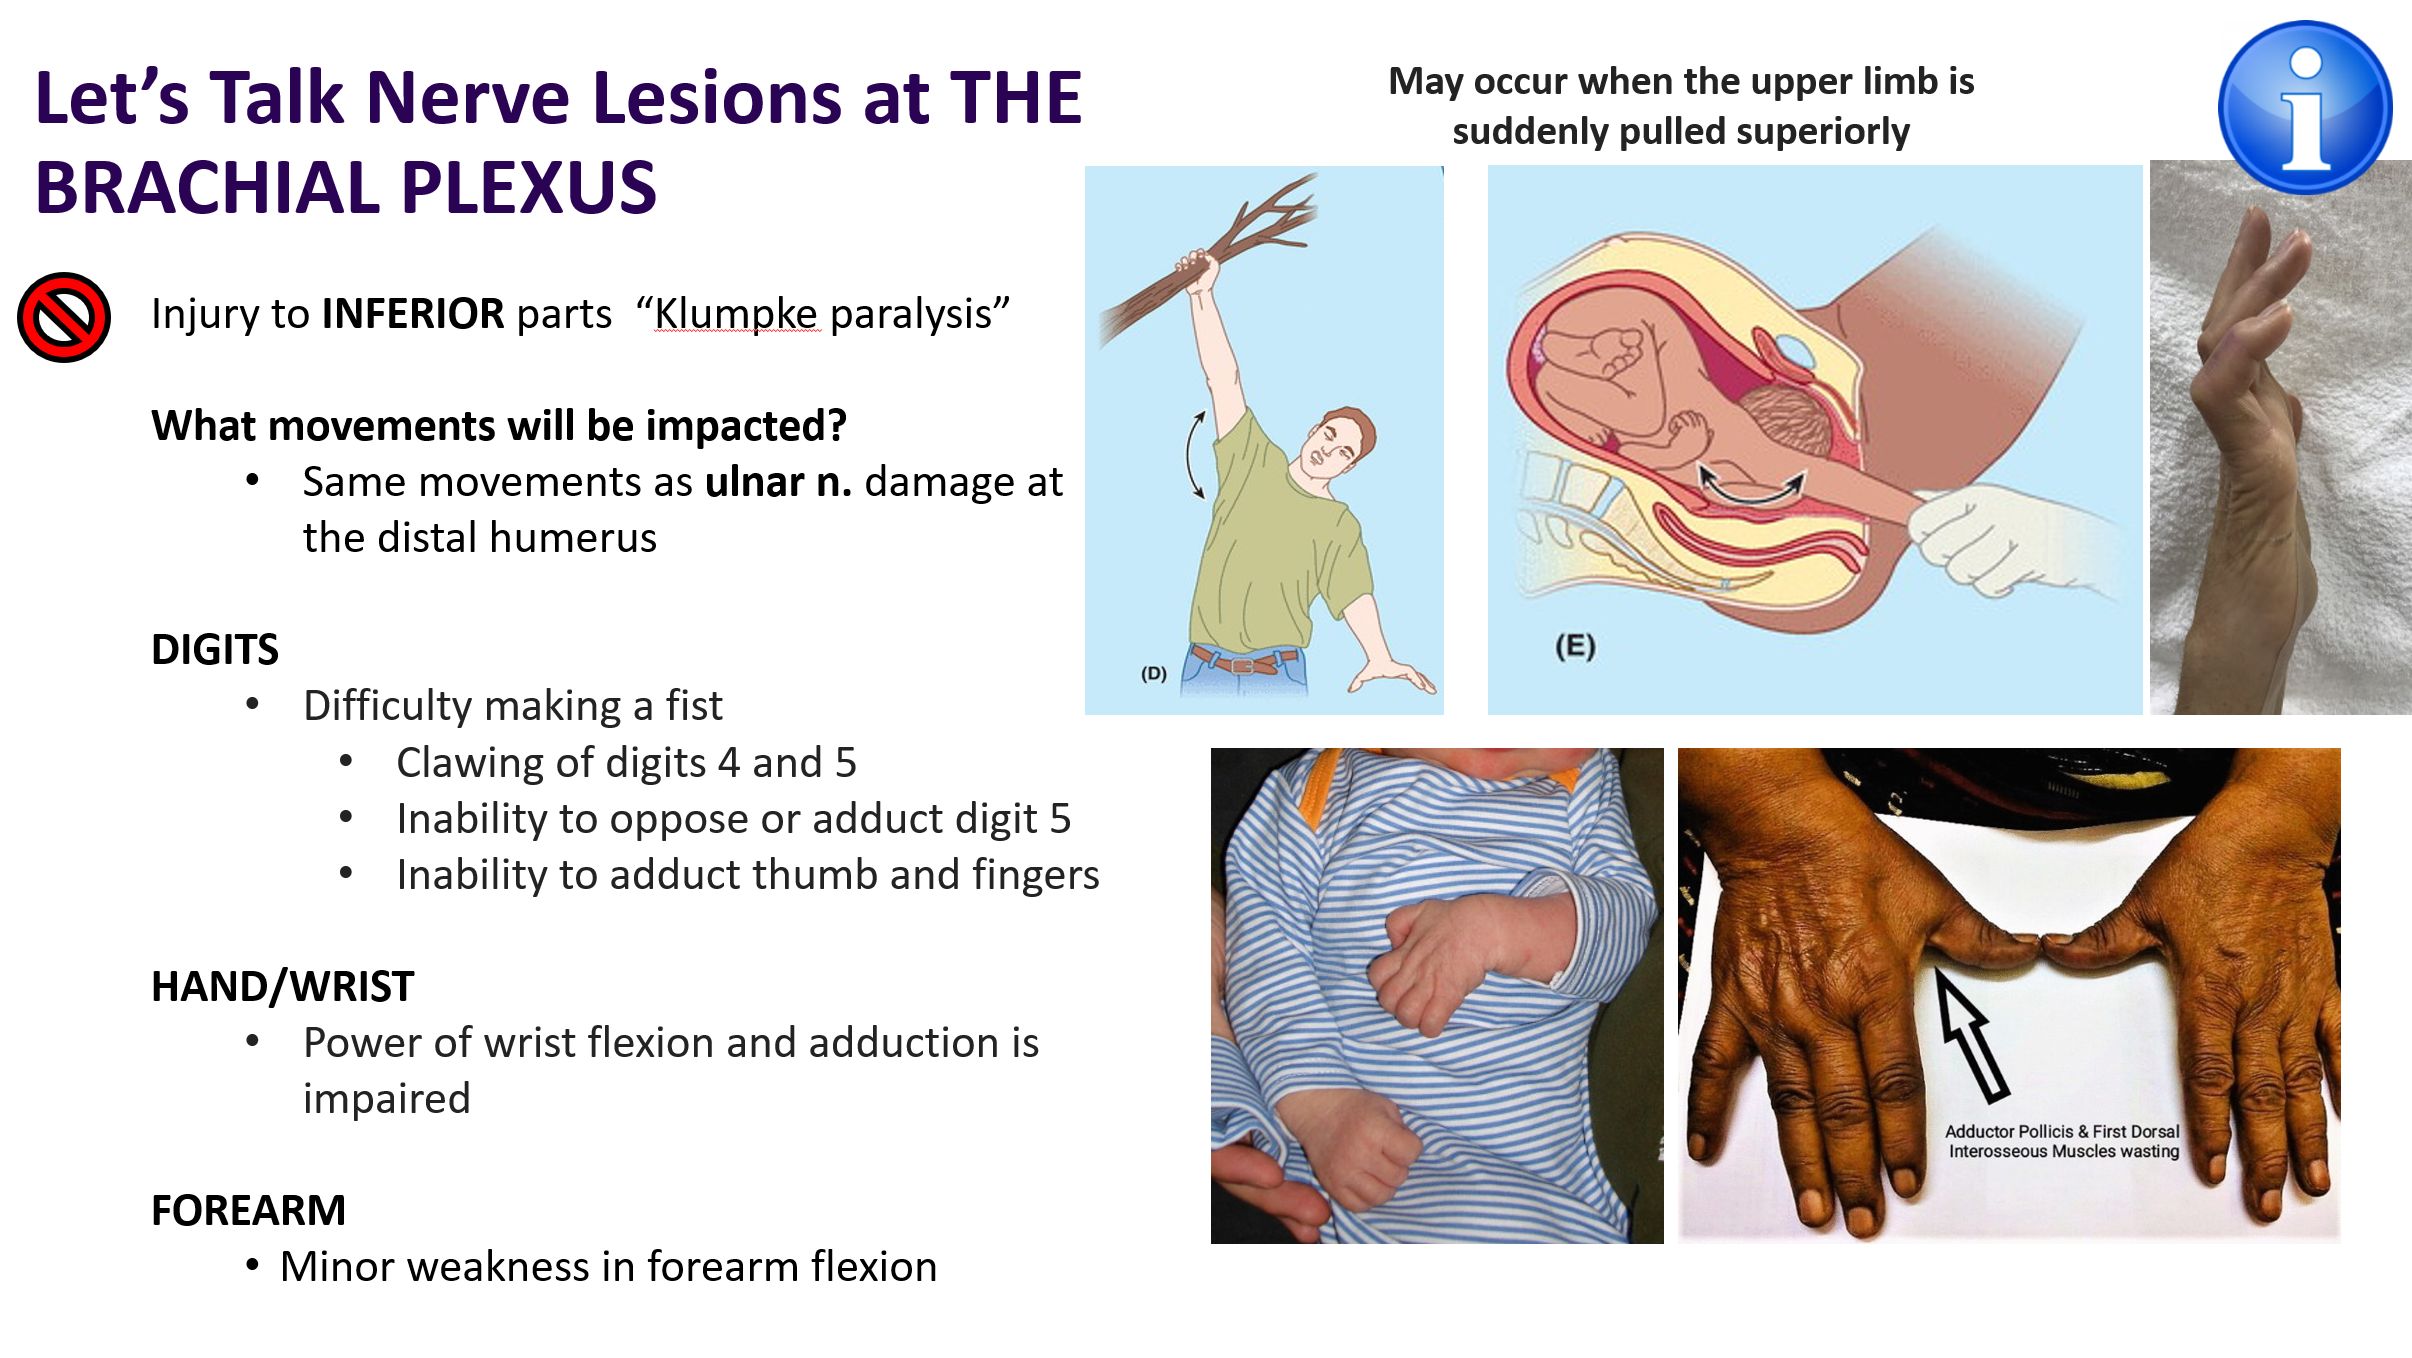 Let’s Talk Nerve Lesions at THE
BRACHIAL PLEXUS
May occur when the upper limb is
suddenly pulled superiorly
Injury to INFERIOR parts “Klumpke paralysis”
What movements will be impacted?
• Same movements as ulnar n. damage at
the distal humerus
DIGITS
• Difficulty making a fist
• Clawing of digits 4 and 5
• Inability to oppose or adduct digit 5
• Inability to adduct thumb and fingers
HAND/WRIST
• Power of wrist flexion and adduction is
impaired
FOREARM
• Minor weakness in forearm flexion
(D)
(E)
Adductor Pollicis & First Dorsal
Interosseous Muscles wasting